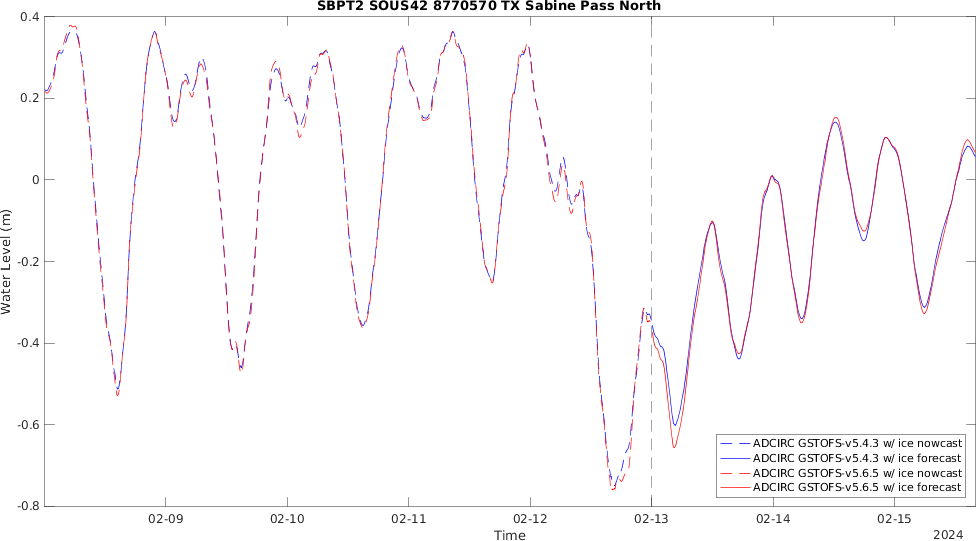 SBPT2 SOUS42 8770570 TX Sabine Pass North
0.4
0.2
0
-0.2
-0.4
-0.6
-0.8
Water Level (m)
02-09
02-10
02-11
02-12
02-13
02-14
02-15
Time
2024
ADCIRC GSTOFS-v5.4.3 w/ ice nowcast
ADCIRC GSTOFS-v5.4.3 w/ ice forecast
ADCIRC GSTOFS-v5.6.5 w/ ice nowcast
ADCIRC GSTOFS-v5.6.5 w/ ice forecast